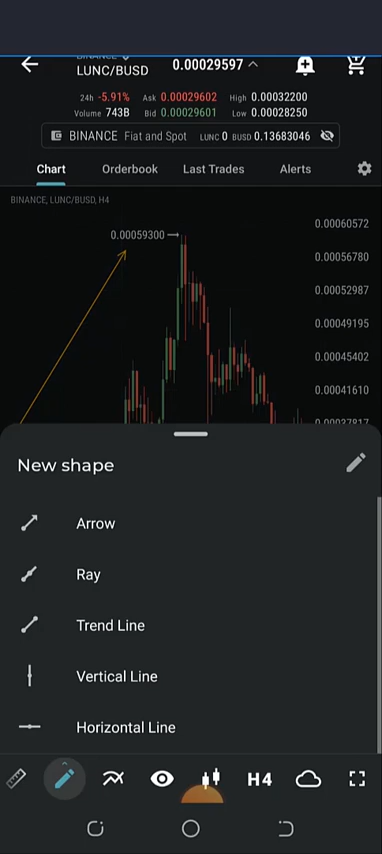 LUNC/BUSD 0.00029597
24h -5.91% Ask 0.00029602 High 0.00032200
Volume 743B Bid 0.00029601 Low 0.00028250
BINANCE Fiat and Spot LUNC 0 BUSD 0.13683046
Chart Orderbook Last Trades Alerts
BINANCE, LUNC/BUSD, H4
0.00060572
0.00059300
0.00056780
0.00052987
0.00049195
0.00045402
0.00041610
0.00037817
New shape
Arrow
Ray
Trend Line
Vertical Line
Horizontal Line
H4